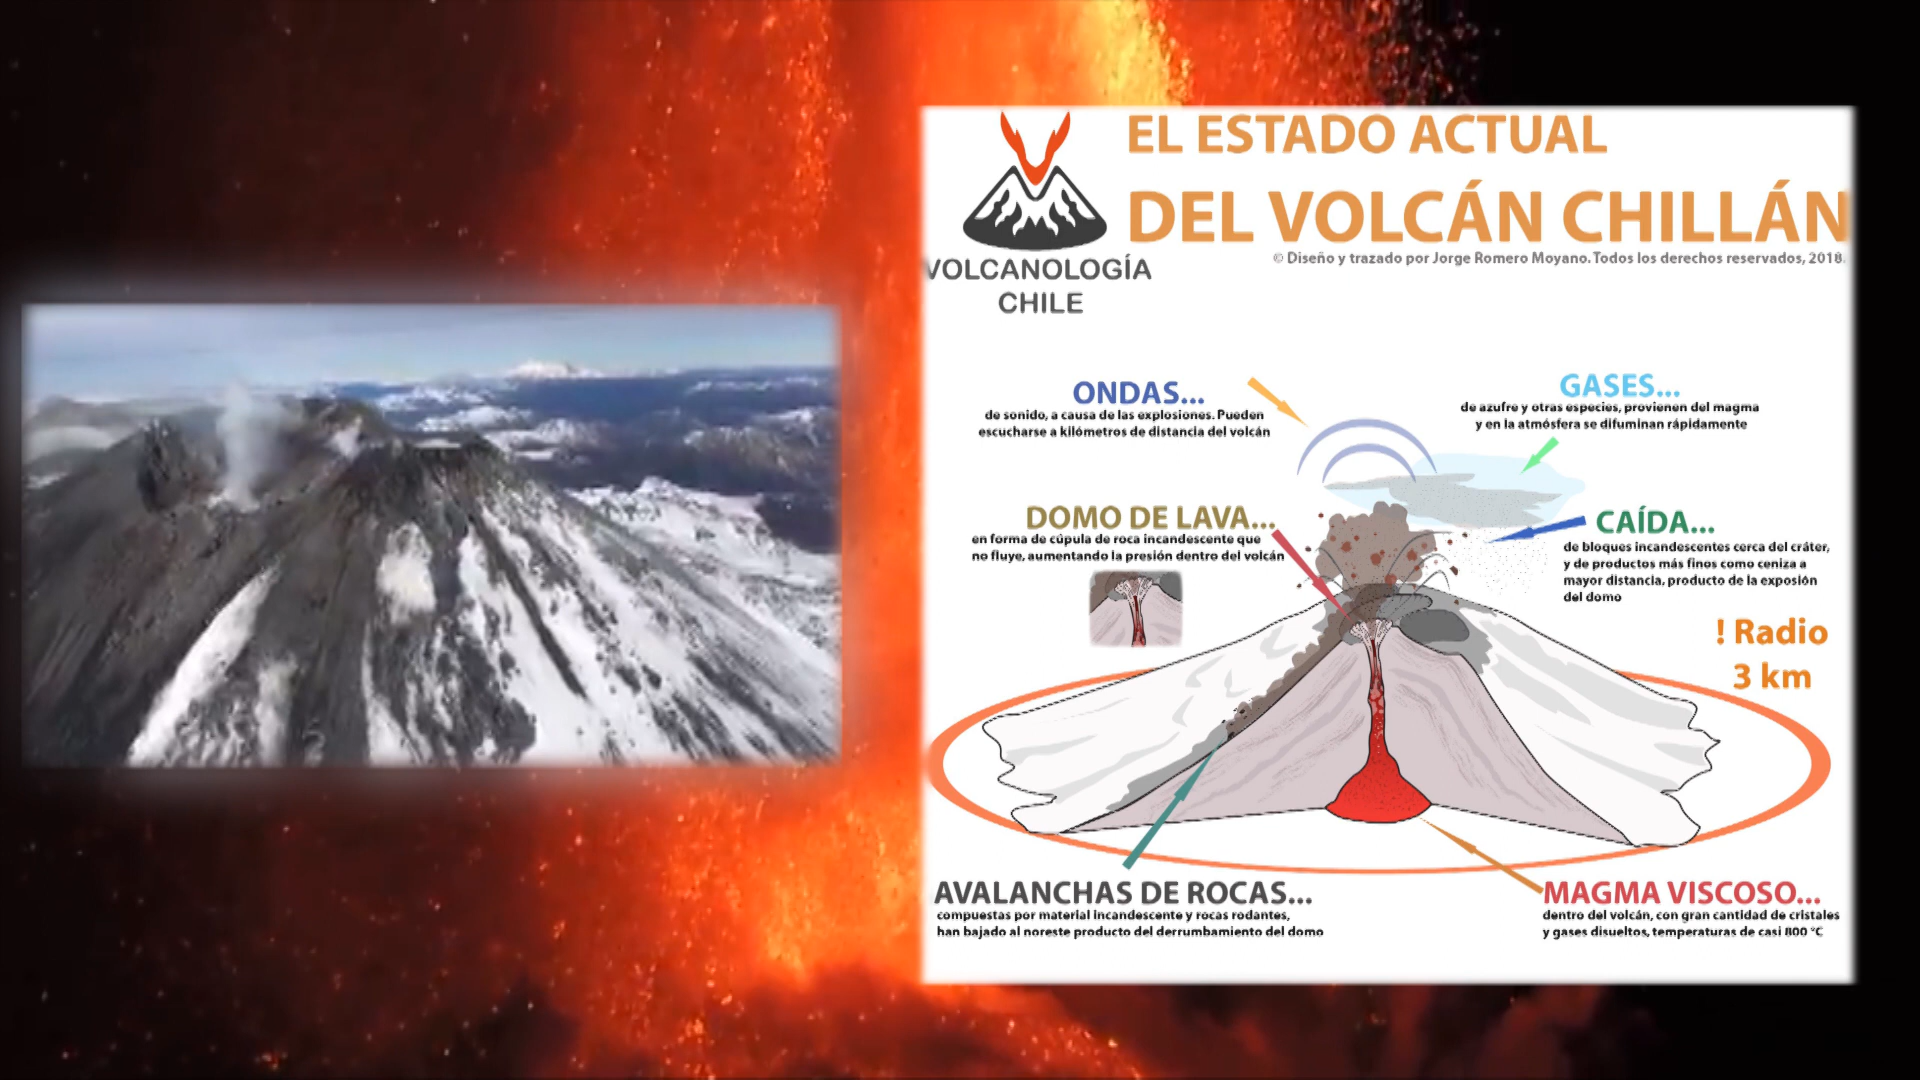 EL ESTADO ACTUAL
DEL VOLCÁN CHILLÁN
© Diseño y trazado por Jorge Romero Moyano. Todos los derechos reservados, 2018.
VOLCANOLOGÍA
CHILE
ONDAS...
de sonido, a causa de las explosiones. Pueden
escucharse a kilómetros de distancia del volcán
GASES...
de azufre y otras especies, provienen del magma
y en la atmósfera se difuminan rápidamente
DOMO DE LAVA...
en forma de cúpula de roca incandescente que
no fluye, aumentando la presión dentro del volcán
CAÍDA...
de bloques incandescentes cerca del cráter,
y de productos más finos como ceniza a
mayor distancia, producto de la exposión
del domo
! Radio
3 km
AVALANCHAS DE ROCAS...
compuestas por material incandescente y rocas rodantes,
han bajado al noreste producto del derrumbamiento del domo
MAGMA VISCOSO...
dentro del volcán, con gran cantidad de cristales
y gases disueltos, temperaturas de casi 800 °C